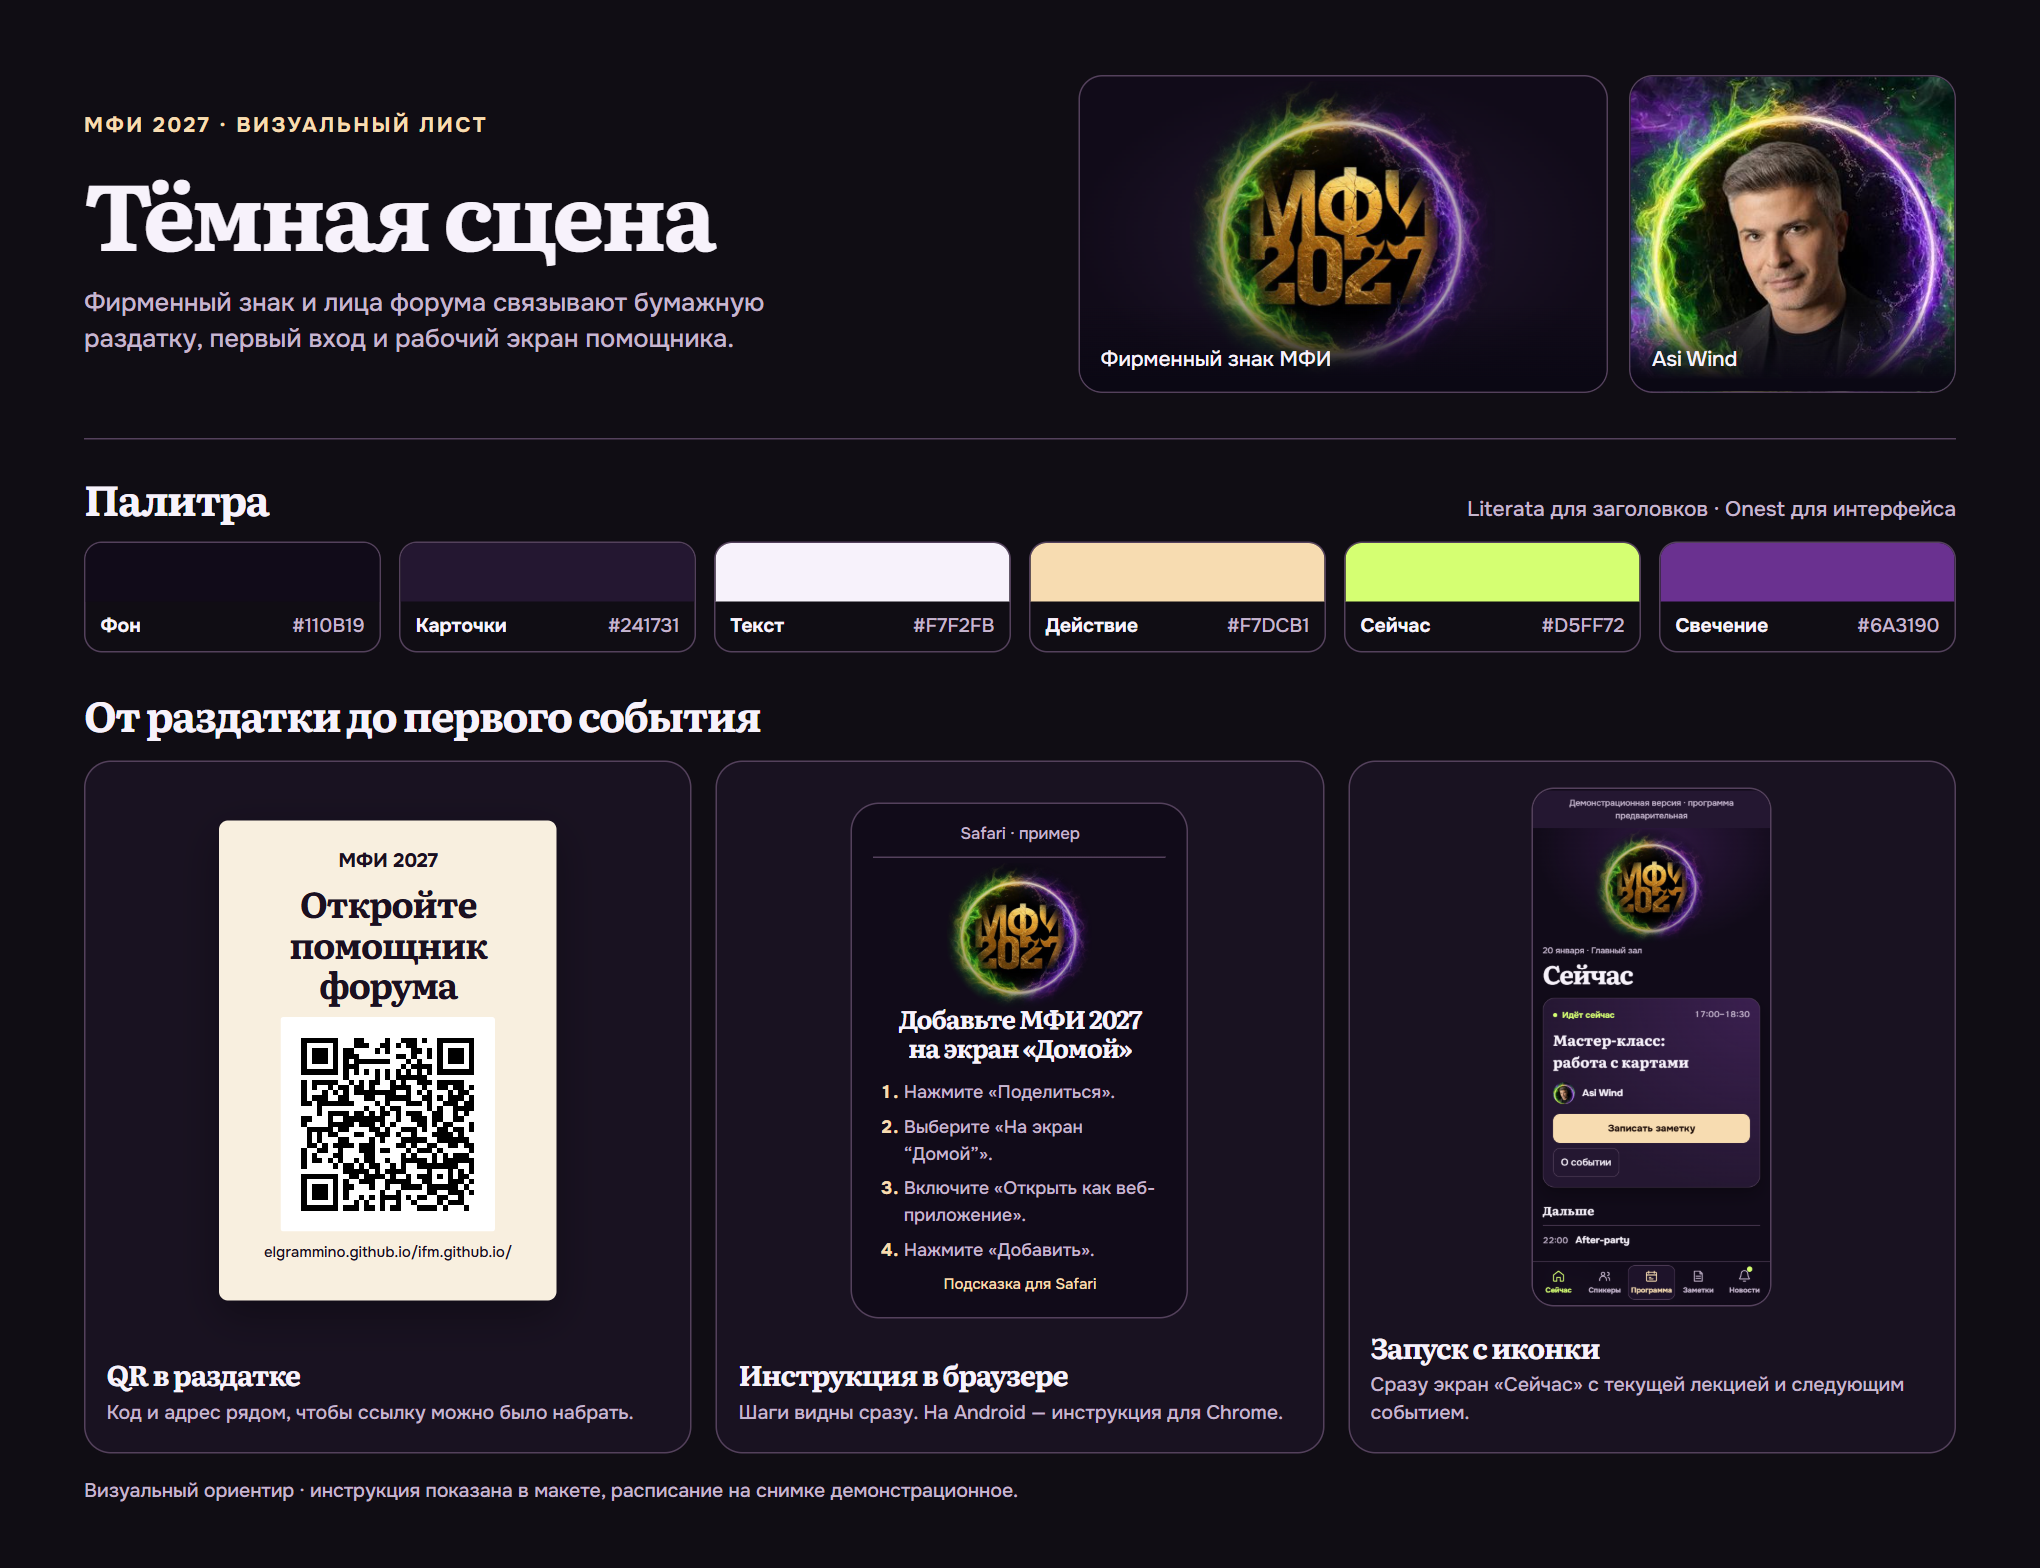 МФИ 2027 · ВИЗУАЛЬНЫЙ ЛИСТ
Тёмная сцена
Фирменный знак и лица форума связывают бумажную
раздатку, первый вход и рабочий экран помощника.
МФИ
2027
Фирменный знак МФИ
Asi Wind
Палитра
Literata для заголовков · Onest для интерфейса
Фон #110B19
Карточки #241731
Текст #F7F2FB
Действие #F7DCB1
Сейчас #D5FF72
Свечение #6A3190
От раздатки до первого события
МФИ 2027
Откройте
помощник
форума
elgrammino.github.io/ifm.github.io/
QR в раздатке
Код и адрес рядом, чтобы ссылку можно было набрать.
Safari · пример
МФИ
2027
Добавьте МФИ 2027
на экран «Домой»
1. Нажмите «Поделиться».
2. Выберите «На экран
“Домой”».
3. Включите «Открыть как веб-
приложение».
4. Нажмите «Добавить».
Подсказка для Safari
Инструкция в браузере
Шаги видны сразу. На Android — инструкция для Chrome.
Демонстрационная версия · программа
предварительная
МФИ
2027
20 января · Главный зал
Сейчас
Идёт сейчас 17:00–18:30
Мастер-класс:
работа с картами
Asi Wind
Записать заметку
О событии
Дальше
22:00 After-party
Сейчас Спикеры Программа Заметки Новости
Запуск с иконки
Сразу экран «Сейчас» с текущей лекцией и следующим
событием.
Визуальный ориентир · инструкция показана в макете, расписание на снимке демонстрационное.